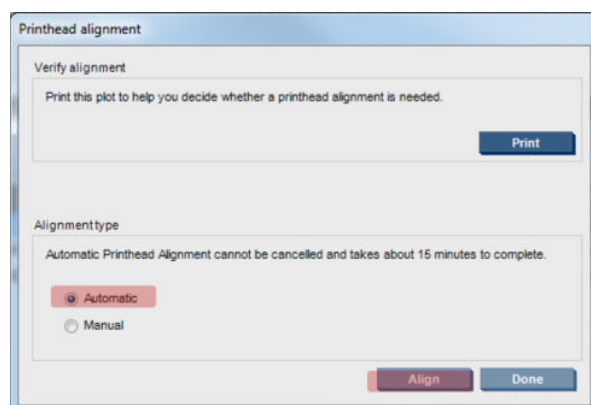 Printhead alignment
Verify alignment
Print this plot to help you decide whether a printhead alignment is needed.
Print
Alignment type
Automatic Printhead Alignment cannot be cancelled and takes about 15 minutes to complete.
Automatic
Manual
Align Done